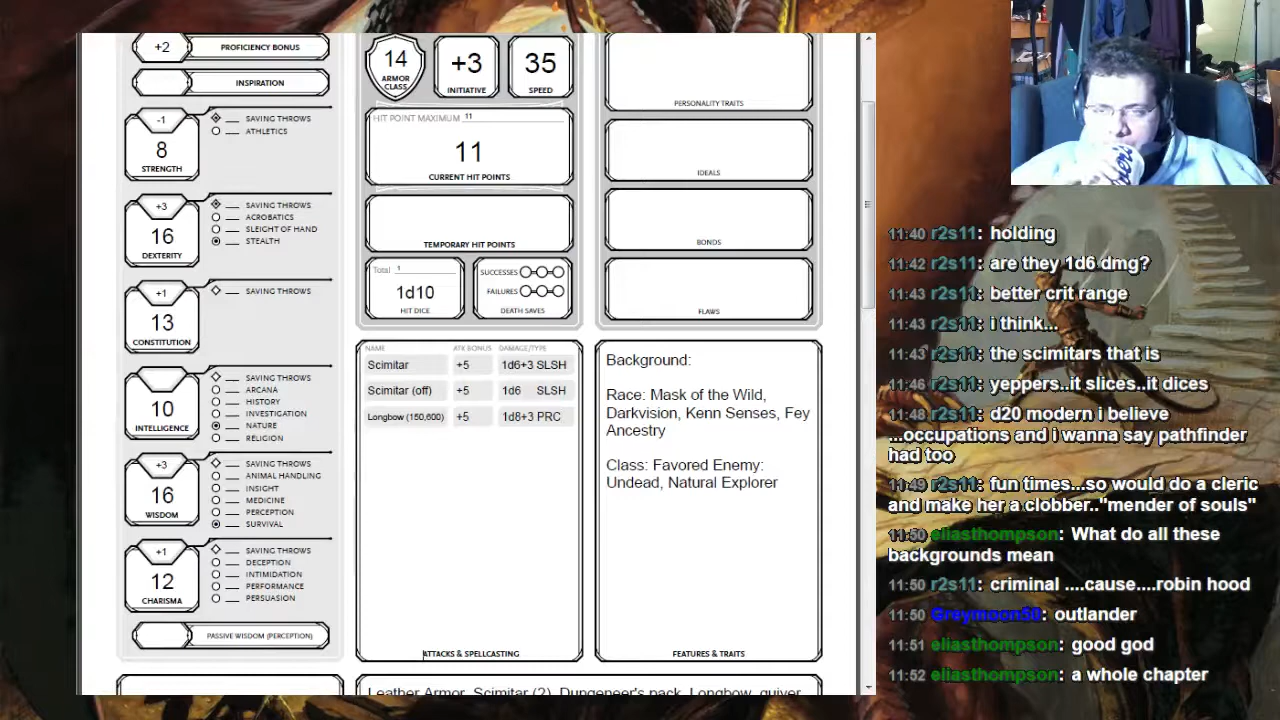 +2
PROFICIENCY BONUS
INSPIRATION
-1
8
STRENGTH
SAVING THROWS
ATHLETICS
+3
16
DEXTERITY
SAVING THROWS
ACROBATICS
SLEIGHT OF HAND
STEALTH
+1
13
CONSTITUTION
SAVING THROWS
10
INTELLIGENCE
SAVING THROWS
ARCANA
HISTORY
INVESTIGATION
NATURE
RELIGION
+3
16
WISDOM
SAVING THROWS
ANIMAL HANDLING
INSIGHT
MEDICINE
PERCEPTION
SURVIVAL
+1
12
CHARISMA
SAVING THROWS
DECEPTION
INTIMIDATION
PERFORMANCE
PERSUASION
PASSIVE WISDOM (PERCEPTION)
14
ARMOR
CLASS
+3
INITIATIVE
35
SPEED
HIT POINT MAXIMUM 11
11
CURRENT HIT POINTS
TEMPORARY HIT POINTS
Total 1
1d10
HIT DICE
SUCCESSES
FAILURES
DEATH SAVES
NAME ATK BONUS DAMAGE/TYPE
Scimitar +5 1d6+3 SLSH
Scimitar (off) +5 1d6 SLSH
Longbow (150,600) +5 1d8+3 PRC
ATTACKS & SPELLCASTING
Leather Armor, Scimitar (2), Dungeneer's pack, Longbow, quiver
PERSONALITY TRAITS
IDEALS
BONDS
FLAWS
Background:
Race: Mask of the Wild,
Darkvision, Kenn Senses, Fey
Ancestry
Class: Favored Enemy:
Undead, Natural Explorer
FEATURES & TRAITS
11:40 r2s11: holding
11:42 r2s11: are they 1d6 dmg?
11:43 r2s11: better crit range
11:43 r2s11: i think...
11:43 r2s11: the scimitars that is
11:46 r2s11: yeppers..it slices..it dices
11:48 r2s11: d20 modern i believe
...occupations and i wanna say pathfinder
had too
11:49 r2s11: fun times...so would do a cleric
and make her a clobber.."mender of souls"
11:50 eliasthompson: What do all these
backgrounds mean
11:50 r2s11: criminal ....cause....robin hood
11:50 Greymoon50: outlander
11:51 eliasthompson: good god
11:52 eliasthompson: a whole chapter